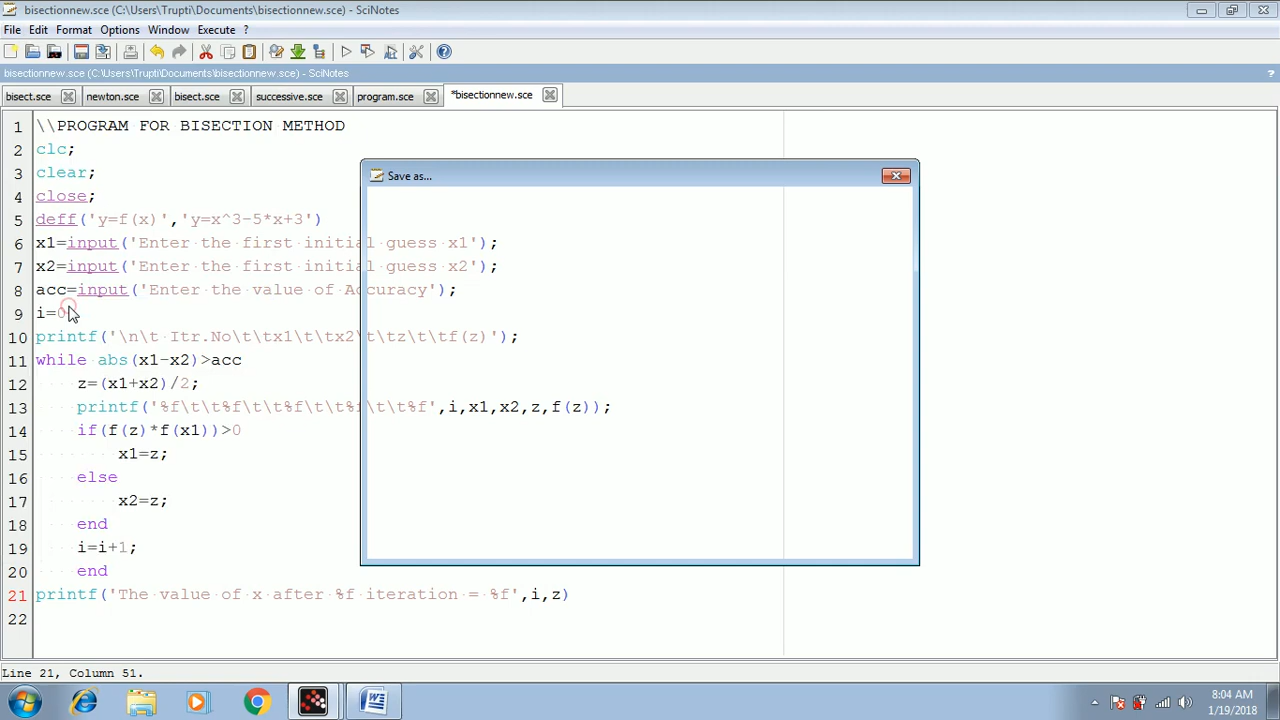 bisectionnew.sce (C:\Users\Trupti\Documents\bisectionnew.sce) - SciNotes
File Edit Format Options Window Execute ?
bisectionnew.sce (C:\Users\Trupti\Documents\bisectionnew.sce) - SciNotes
?
bisect.sce newton.sce bisect.sce successive.sce program.sce *bisectionnew.sce
1 \\PROGRAM FOR BISECTION METHOD
2 clc;
3 clear;
4 close;
5 deff('y=f(x)','y=x^3-5*x+3')
6 x1=input('Enter the first initial guess x1');
7 x2=input('Enter the first initial guess x2');
8 acc=input('Enter the value of Accuracy');
9 i=0
10 printf('\n\t Itr.No\t\tx1\t\tx2\t\tz\t\tf(z)');
11 while abs(x1-x2)>acc
12 z=(x1+x2)/2;
13 printf('%f\t\t%f\t\t%f\t\t%f\t\t%f',i,x1,x2,z,f(z));
14 if(f(z)*f(x1))>0
15 x1=z;
16 else
17 x2=z;
18 end
19 i=i+1;
20 end
21 printf('The value of x after %f iteration = %f',i,z)
22
Save as...
Line 21, Column 51.
8:04 AM
1/19/2018